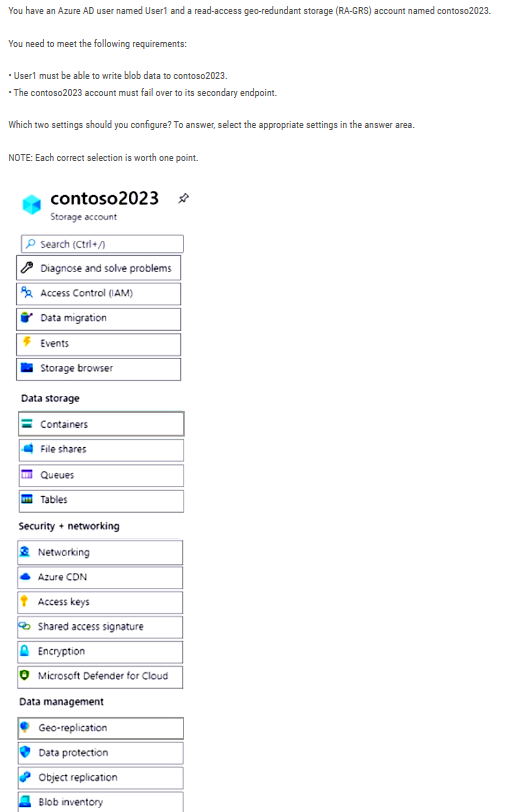 You have an Azure AD user named User1 and a read-access geo-redundant storage (RA-GRS) account named contoso2023.
You need to meet the following requirements:
• User1 must be able to write blob data to contoso2023.
• The contoso2023 account must fail over to its secondary endpoint.
Which two settings should you configure? To answer, select the appropriate settings in the answer area.
NOTE: Each correct selection is worth one point.
contoso2023
Storage account
Search (Ctrl+/)
Diagnose and solve problems
Access Control (IAM)
Data migration
Events
Storage browser
Data storage
Containers
File shares
Queues
Tables
Security + networking
Networking
Azure CDN
Access keys
Shared access signature
Encryption
Microsoft Defender for Cloud
Data management
Geo-replication
Data protection
Object replication
Blob inventory